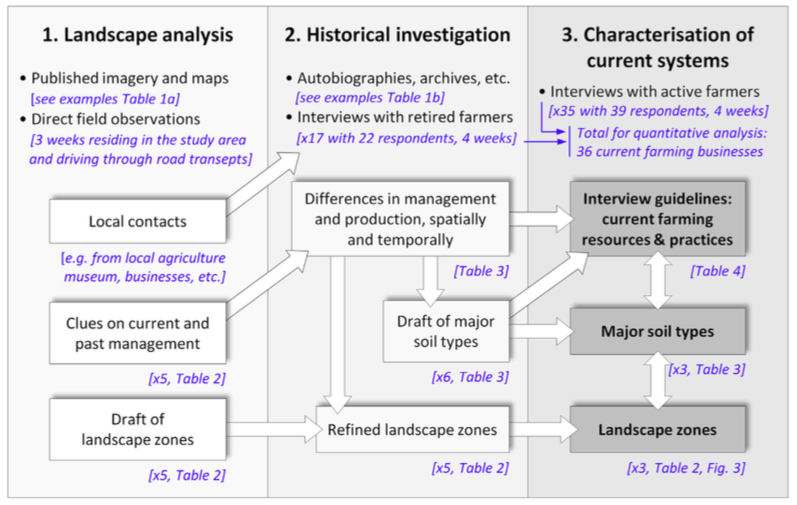 1. Landscape analysis
• Published imagery and maps
[see examples Table 1a]
• Direct field observations
[3 weeks residing in the study area
and driving through road transepts]
Local contacts
[e.g. from local agriculture
museum, businesses, etc.]
Clues on current and
past management
[x5, Table 2]
Draft of
landscape zones
[x5, Table 2]
2. Historical investigation
• Autobiographies, archives, etc.
[see examples Table 1b]
• Interviews with retired farmers
[x17 with 22 respondents, 4 weeks]
Differences in management
and production, spatially
and temporally
[Table 3]
Draft of major
soil types
[x6, Table 3]
Refined landscape zones
[x5, Table 2]
3. Characterisation of
current systems
• Interviews with active farmers
[x35 with 39 respondents, 4 weeks]
Total for quantitative analysis:
36 current farming businesses
Interview guidelines:
current farming
resources & practices
[Table 4]
Major soil types
[x3, Table 3]
Landscape zones
[x3, Table 2, Fig. 3]